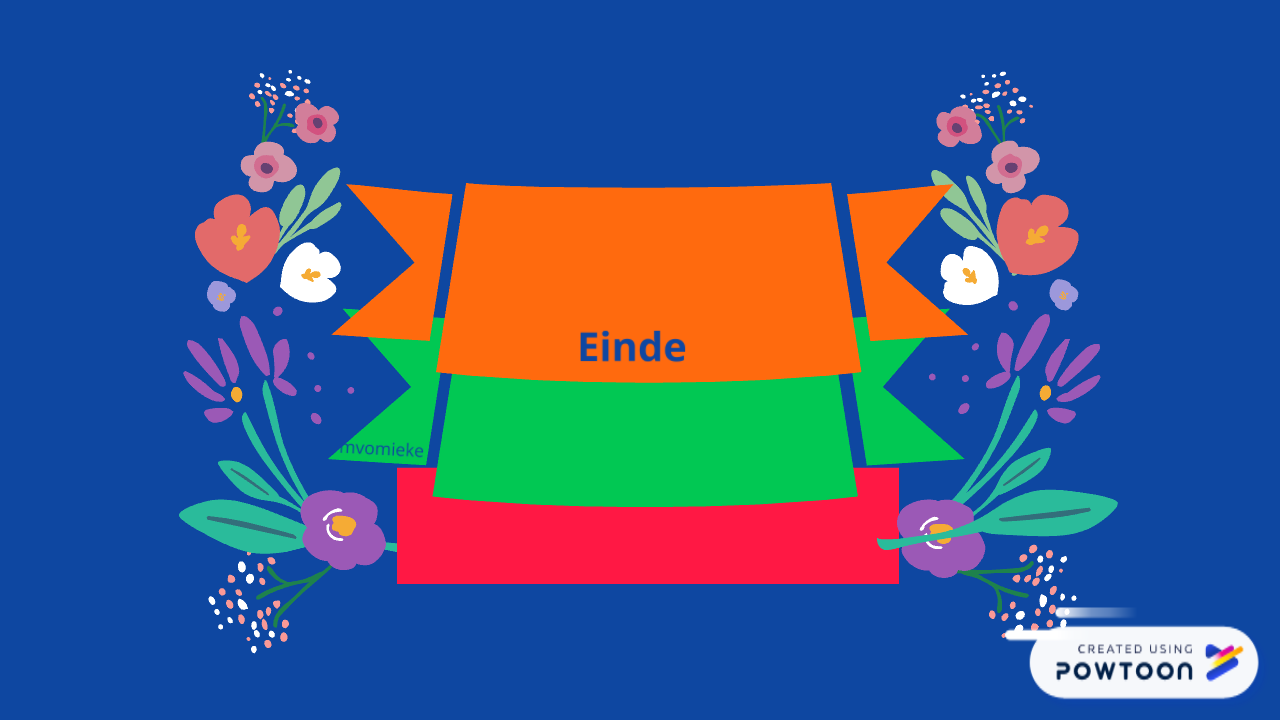 Einde
mvomieke
CREATED USING
POWTOON